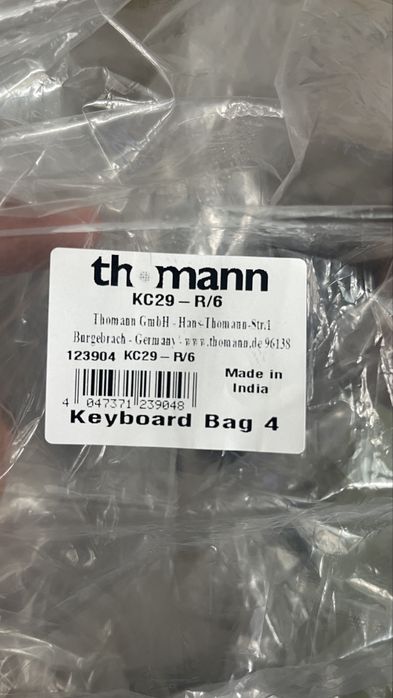 thomann
KC29-R/6
Thomann GmbH - Hans-Thomann-Str.1
Burgebrach - Germany - www.thomann.de 96138
123904 KC29-R/6
Made in
India
4 047371 239048
Keyboard Bag 4